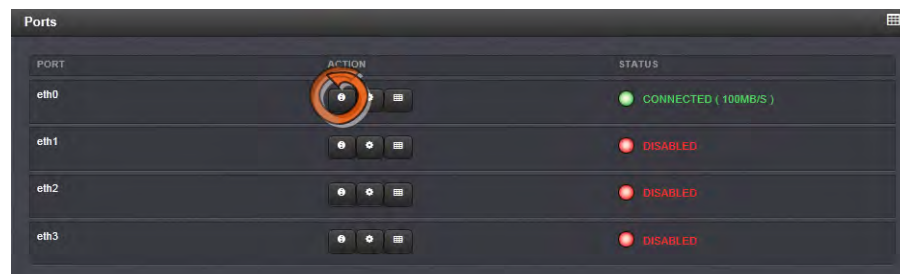 Ports
PORT ACTION STATUS
eth0 CONNECTED ( 100MB/S )
eth1 DISABLED
eth2 DISABLED
eth3 DISABLED